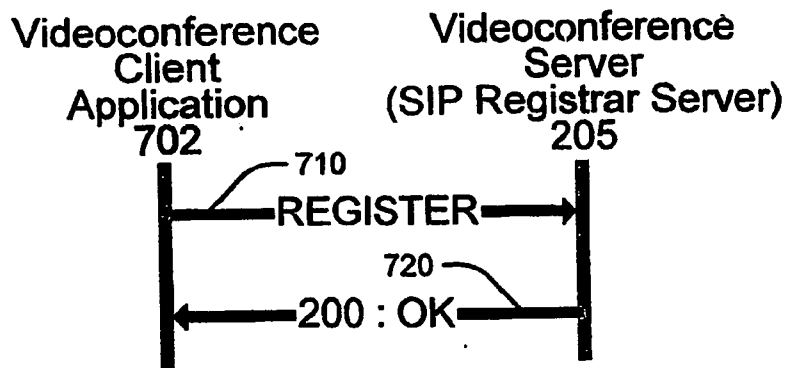 Videoconference
Client
Application
702
Videoconference
Server
(SIP Registrar Server)
205
710
REGISTER
720
200 : OK